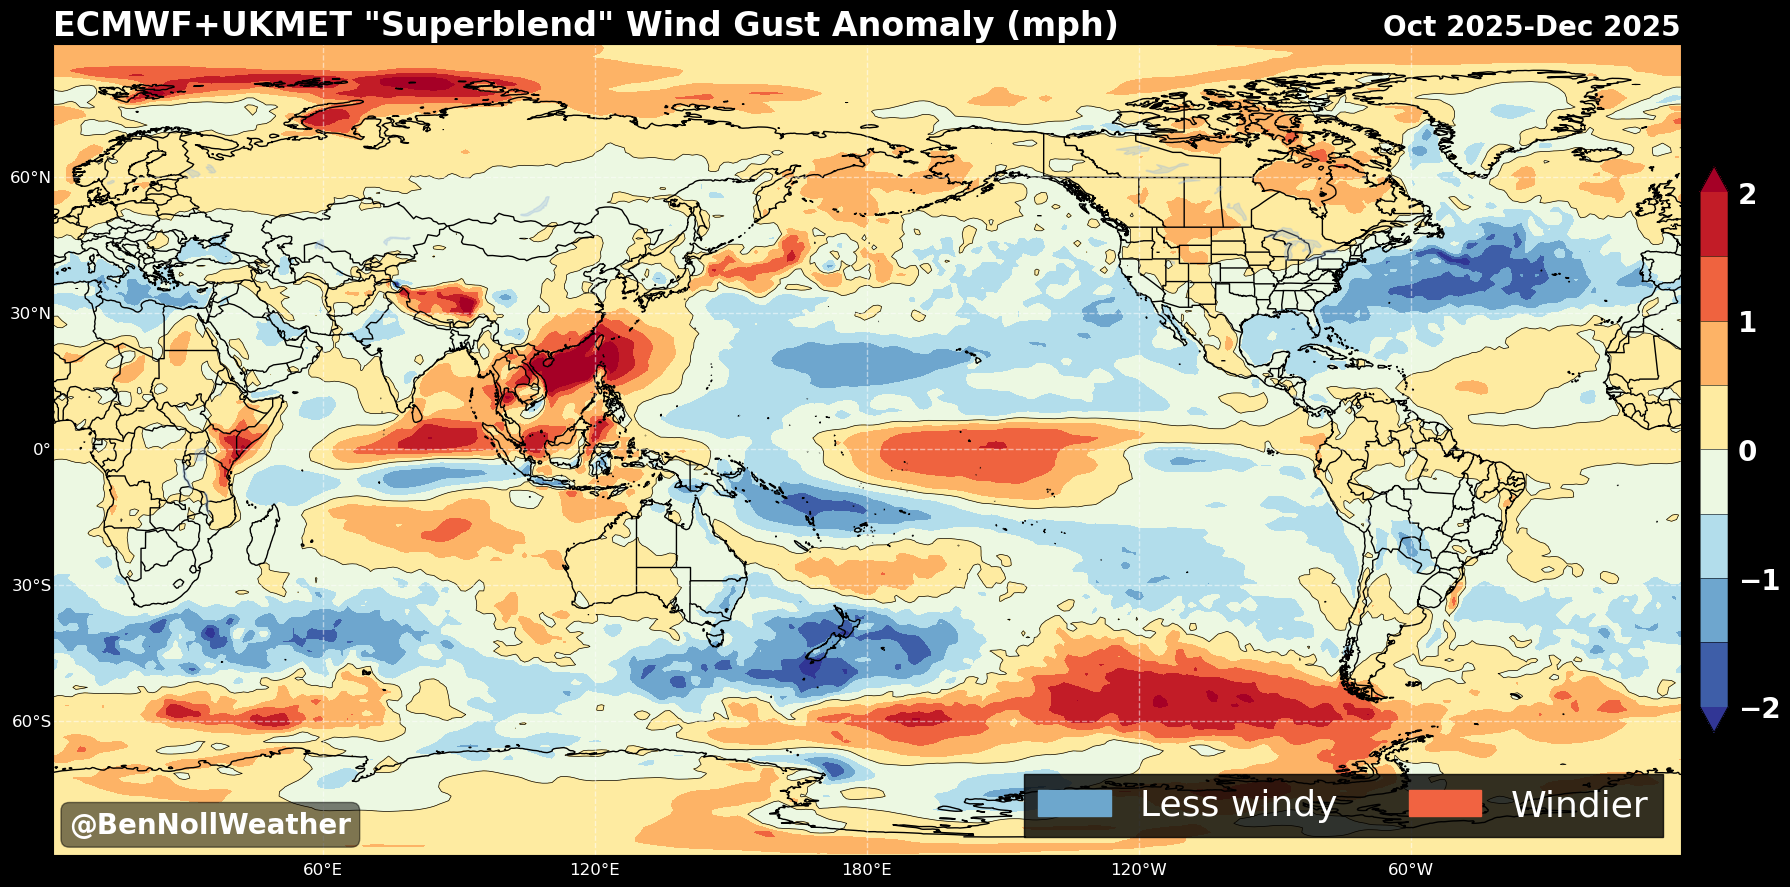 ECMWF+UKMET "Superblend" Wind Gust Anomaly (mph)
Oct 2025-Dec 2025
60°N
30°N
0°
30°S
60°S
60°E
120°E
180°E
120°W
60°W
2
1
0
−1
−2
Less windy
Windier
@BenNollWeather